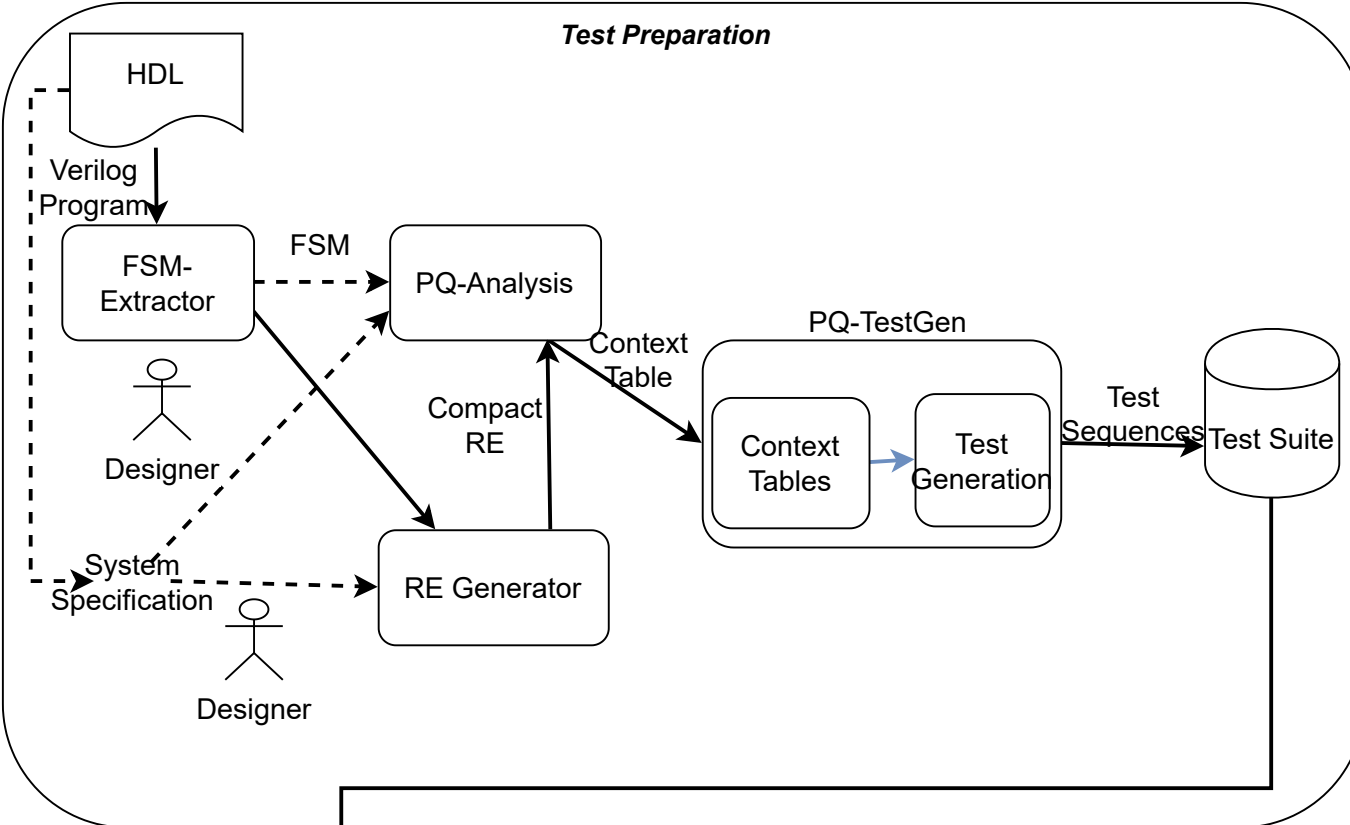 Test Preparation
HDL
Verilog
Program
FSM-
Extractor
FSM
PQ-Analysis
Designer
Context
Table
Compact
RE
PQ-TestGen
Context
Tables
Test
Generation
Test
Sequences
Test Suite
System
Specification
RE Generator
Designer